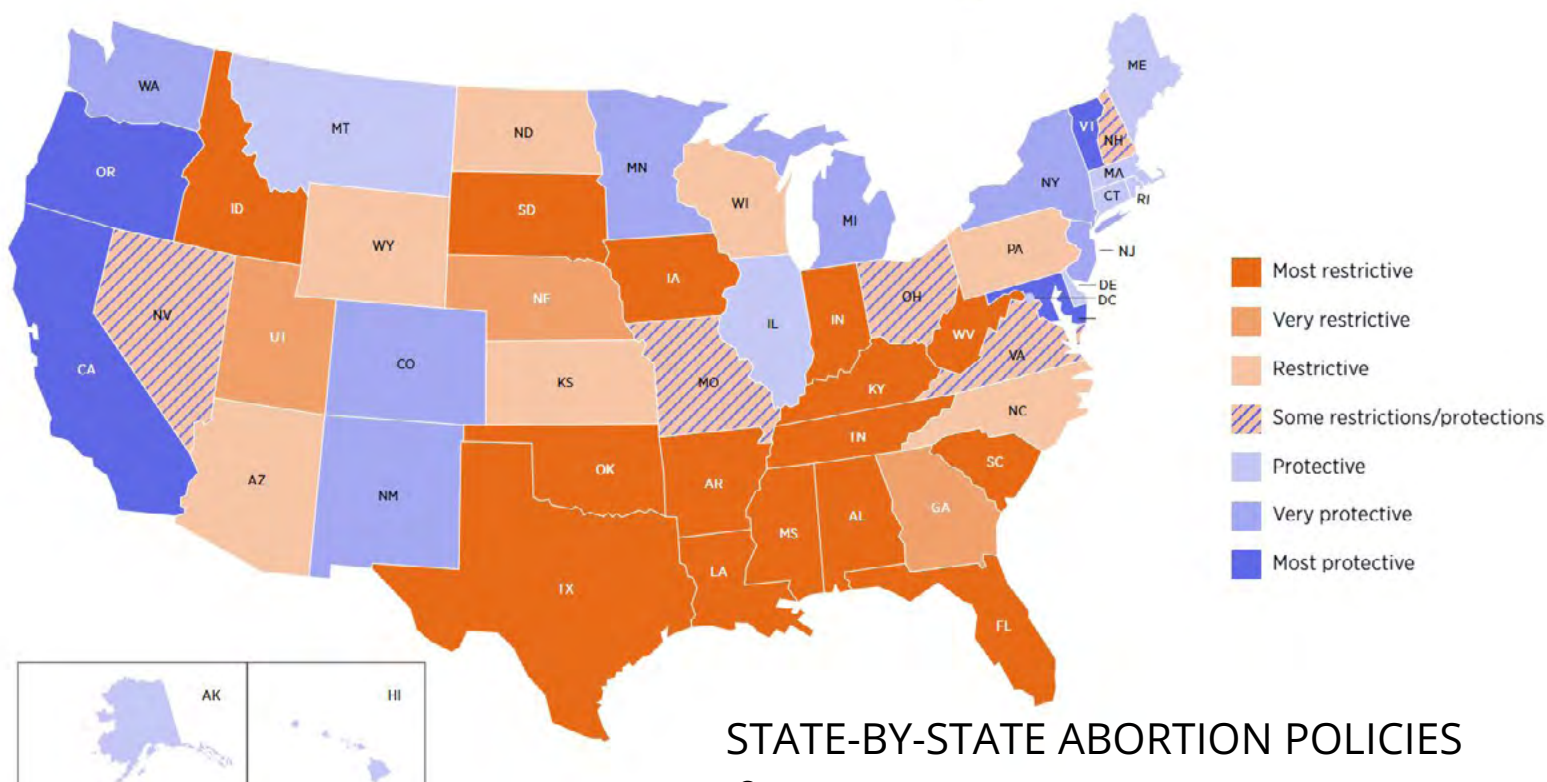 WA
MT
ND
MN
ME
VT
NH
OR
ID
SD
WI
MI
NY
MA
CT
RI
WY
PA
NJ
IA
DE
DC
NV
UT
NE
IL
IN
OH
WV
VA
CO
KS
MO
KY
CA
NC
TN
AZ
NM
OK
AR
SC
MS
AL
GA
LA
TX
FL
AK
HI
Most restrictive
Very restrictive
Restrictive
Some restrictions/protections
Protective
Very protective
Most protective
STATE-BY-STATE ABORTION POLICIES